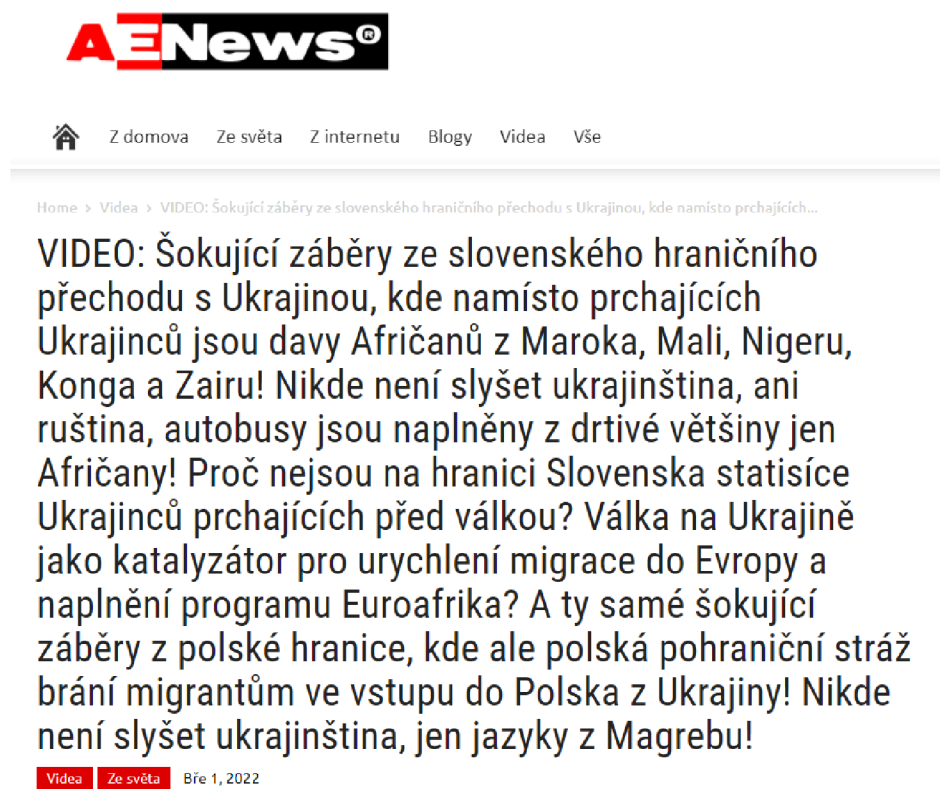 AENews®
Z domova Ze světa Z internetu Blogy Videa Vše
Home > Videa > VIDEO: Šokující záběry ze slovenského hraničního přechodu s Ukrajinou, kde namísto prchajících...
VIDEO: Šokující záběry ze slovenského hraničního
přechodu s Ukrajinou, kde namísto prchajících
Ukrajinců jsou davy Afričanů z Maroka, Mali, Nigeru,
Konga a Zairu! Nikde není slyšet ukrajinština, ani
ruština, autobusy jsou naplněny z drtivé většiny jen
Afričany! Proč nejsou na hranici Slovenska statisíce
Ukrajinců prchajících před válkou? Válka na Ukrajině
jako katalyzátor pro urychlení migrace do Evropy a
naplnění programu Euroafrika? A ty samé šokující
záběry z polské hranice, kde ale polská pohraniční stráž
brání migrantům ve vstupu do Polska z Ukrajiny! Nikde
není slyšet ukrajinština, jen jazyky z Magrebu!
Videa Ze světa Bře 1, 2022